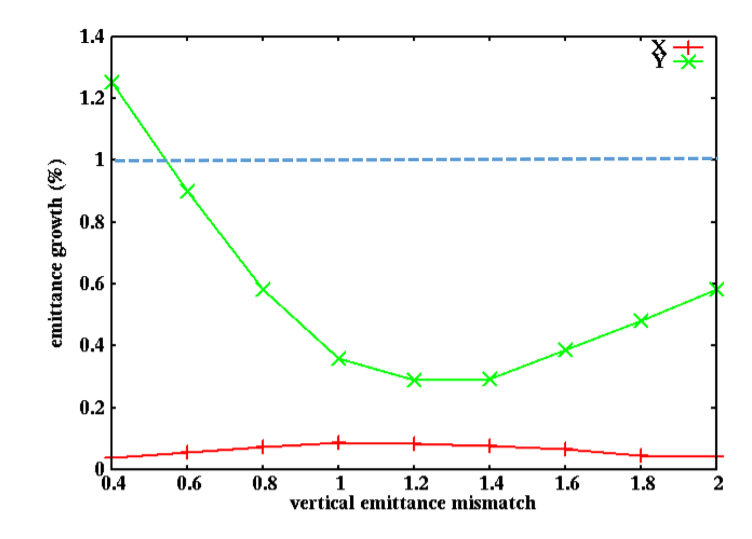 1.4
X
Y
1.2
1
0.8
0.6
0.4
0.2
0
emittance growth (%)
0.4 0.6 0.8 1 1.2 1.4 1.6 1.8 2
vertical emittance mismatch